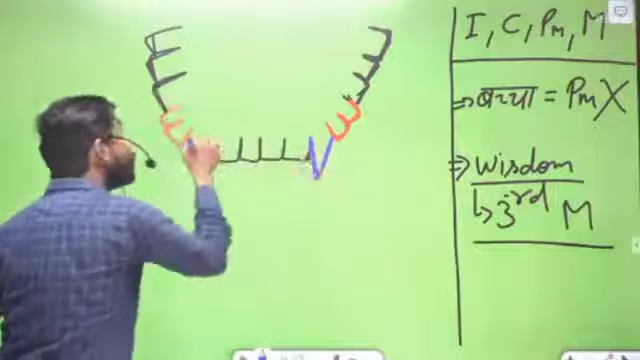 I, C, Pm, M
⇒ बच्चा = Pm X
⇒ Wisdom
↳ 3rd M